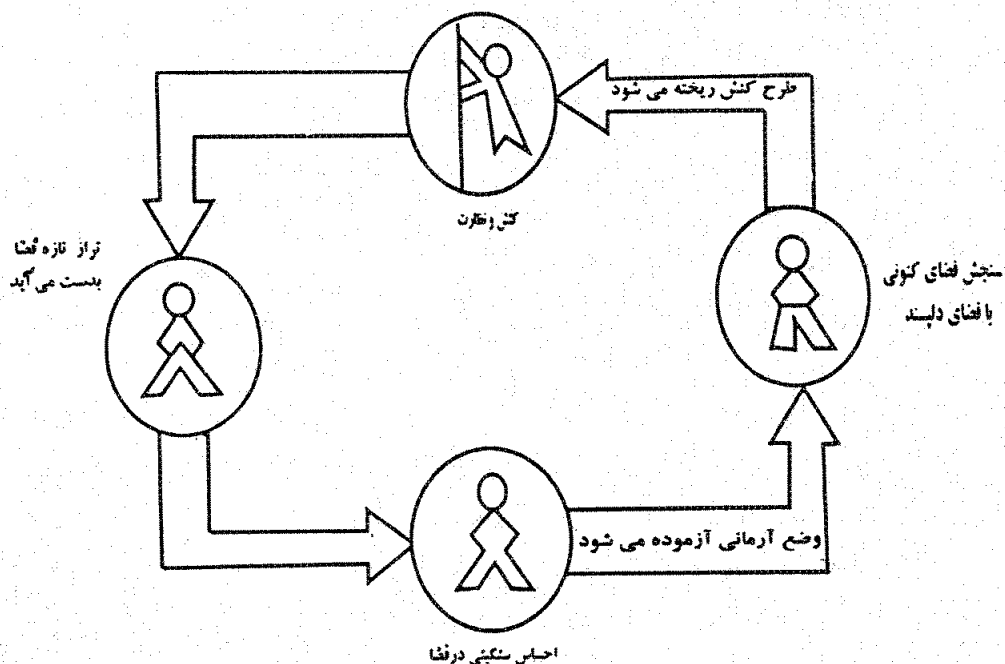 طرح کنش ریخته می شود
کنش و نظارت
تراز تازه فضا
بدست می آید
سنجش فضای کنونی
با فضای دلپسند
وضع آرمانی آزموده می شود
احساس سنگینی در فضا